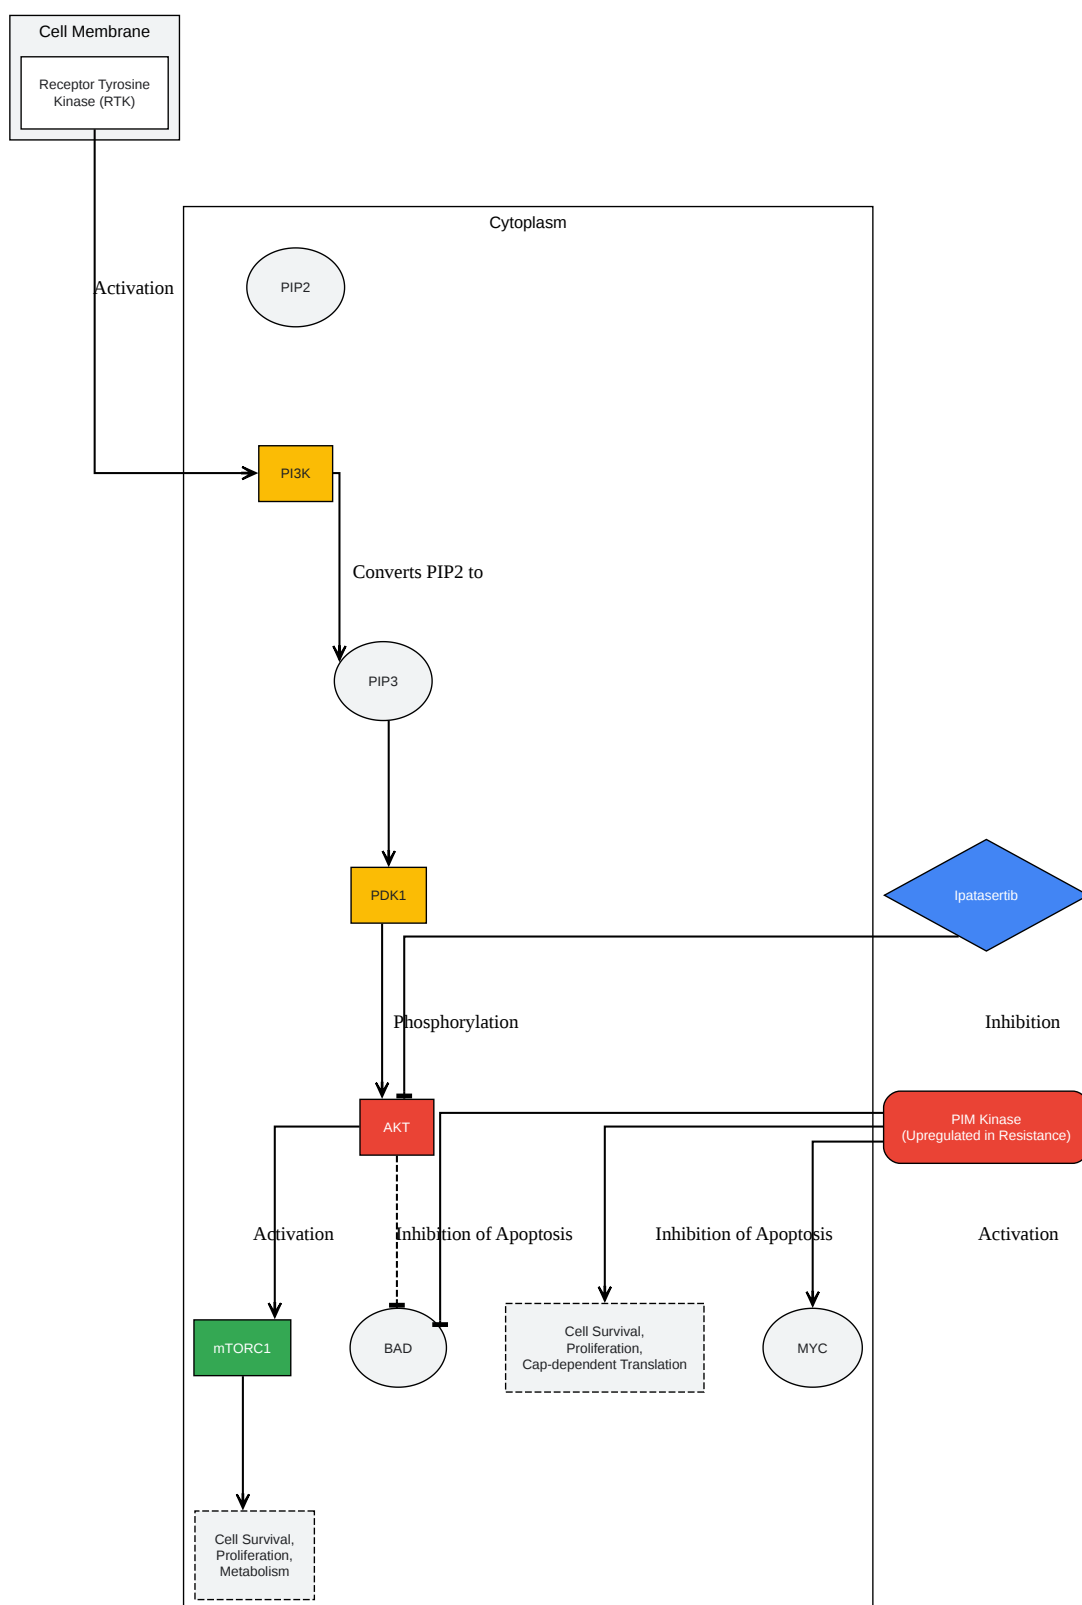 Cell Membrane
Receptor Tyrosine
Kinase (RTK)
Cytoplasm
Activation
PIP2
PI3K
Converts PIP2 to
PIP3
PDK1
Ipatasertib
Phosphorylation
Inhibition
AKT
PIM Kinase
(Upregulated in Resistance)
Activation
Inhibition of Apoptosis
Inhibition of Apoptosis
Activation
mTORC1
BAD
Cell Survival,
Proliferation,
Cap-dependent Translation
MYC
Cell Survival,
Proliferation,
Metabolism